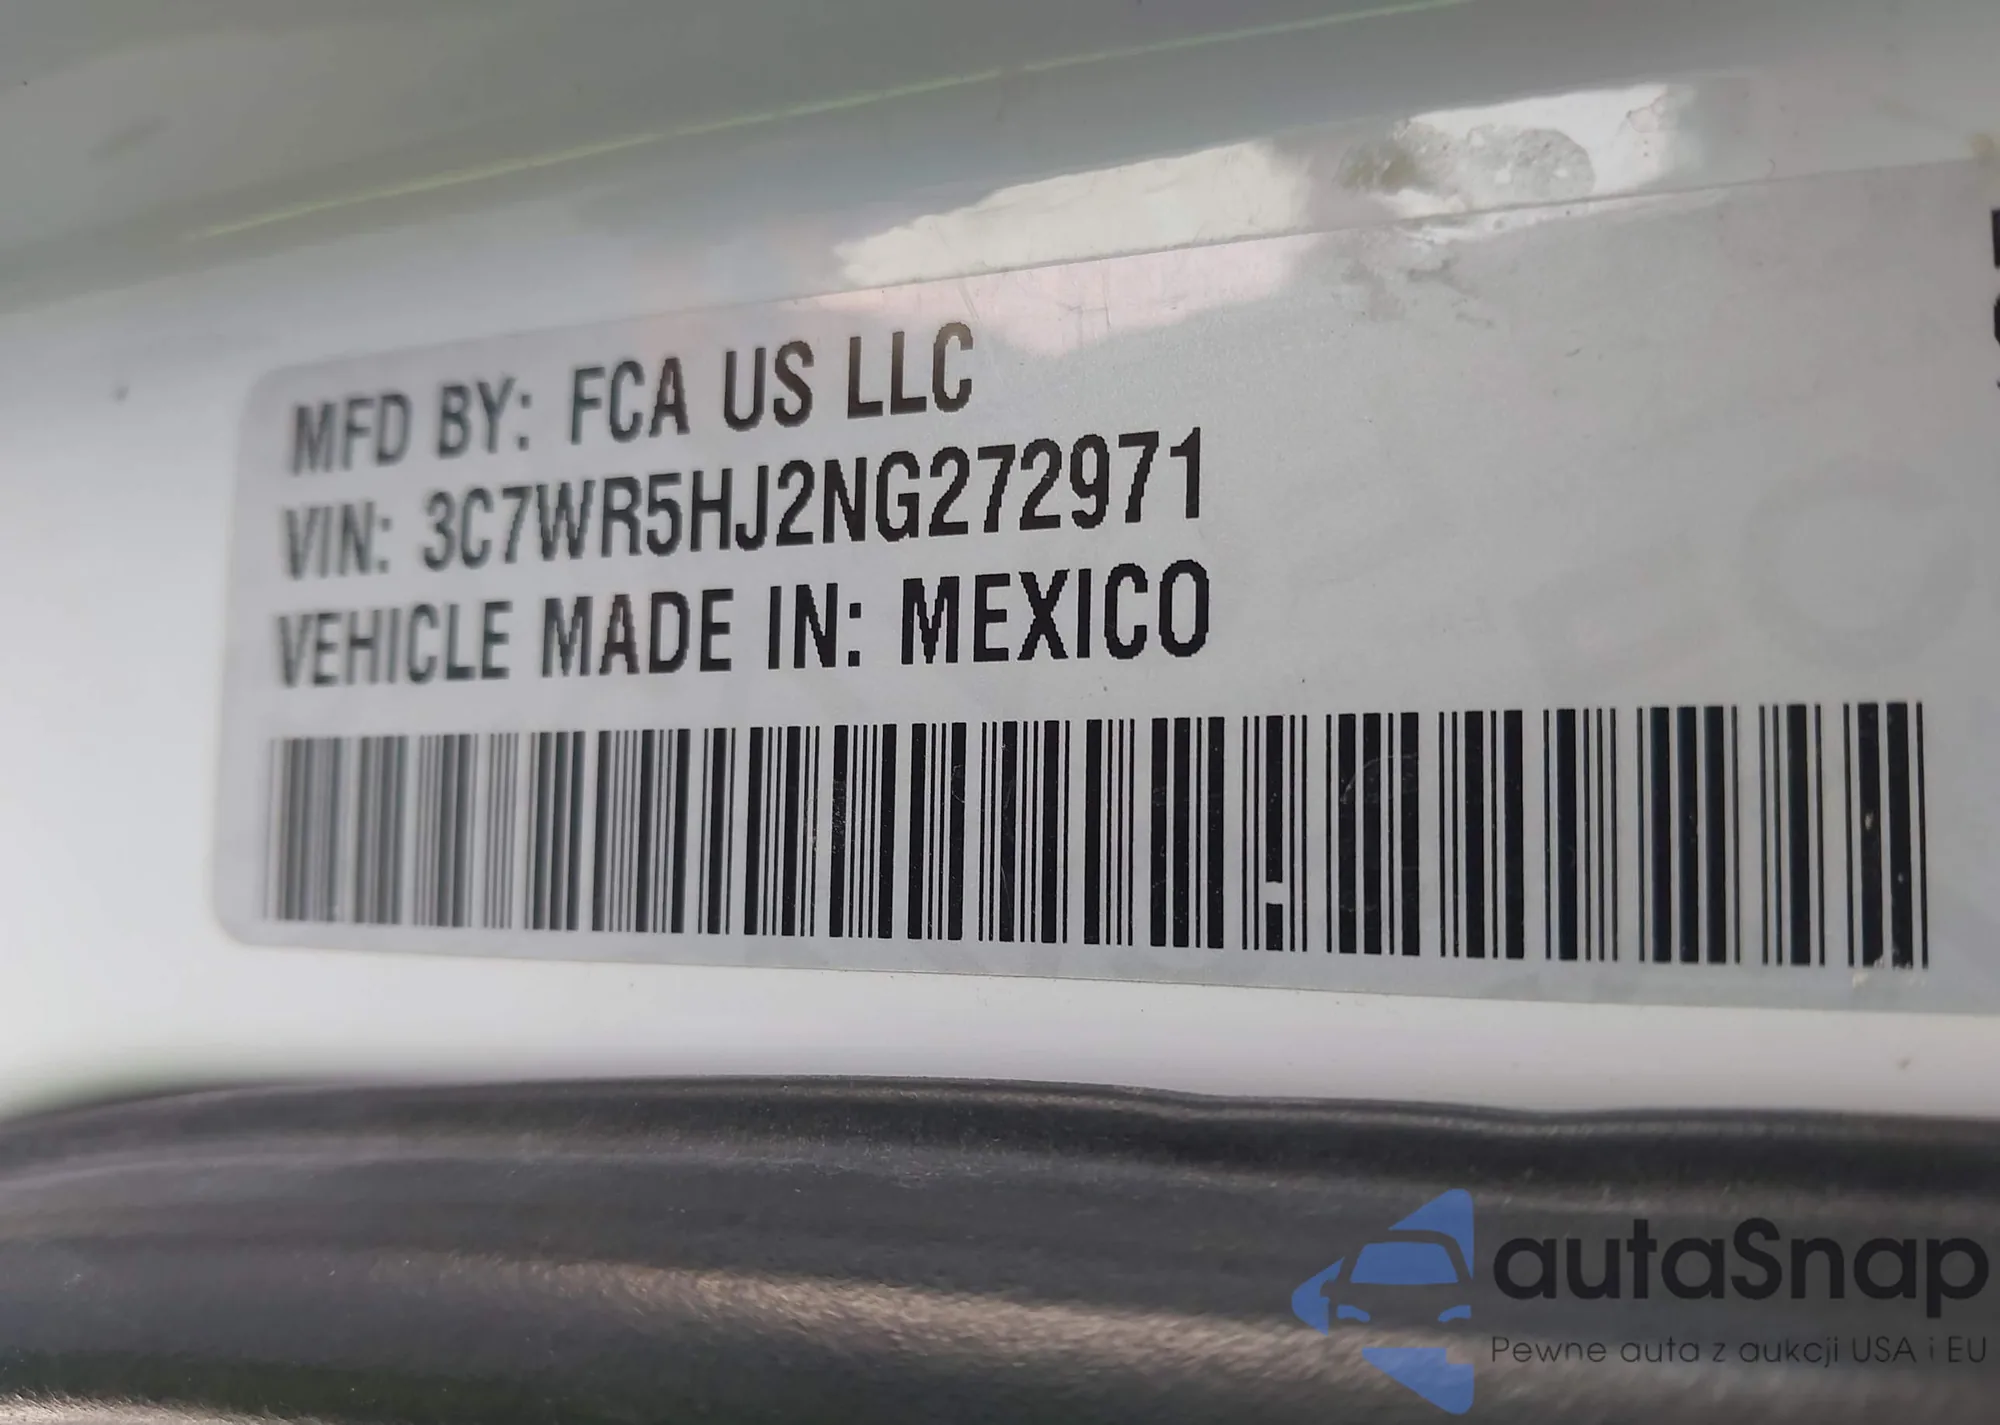 MFD BY: FCA US LLC
VIN: 3C7WR5HJ2NG272971
VEHICLE MADE IN: MEXICO
autaSnap
Pewne auta z aukcji USA i EU